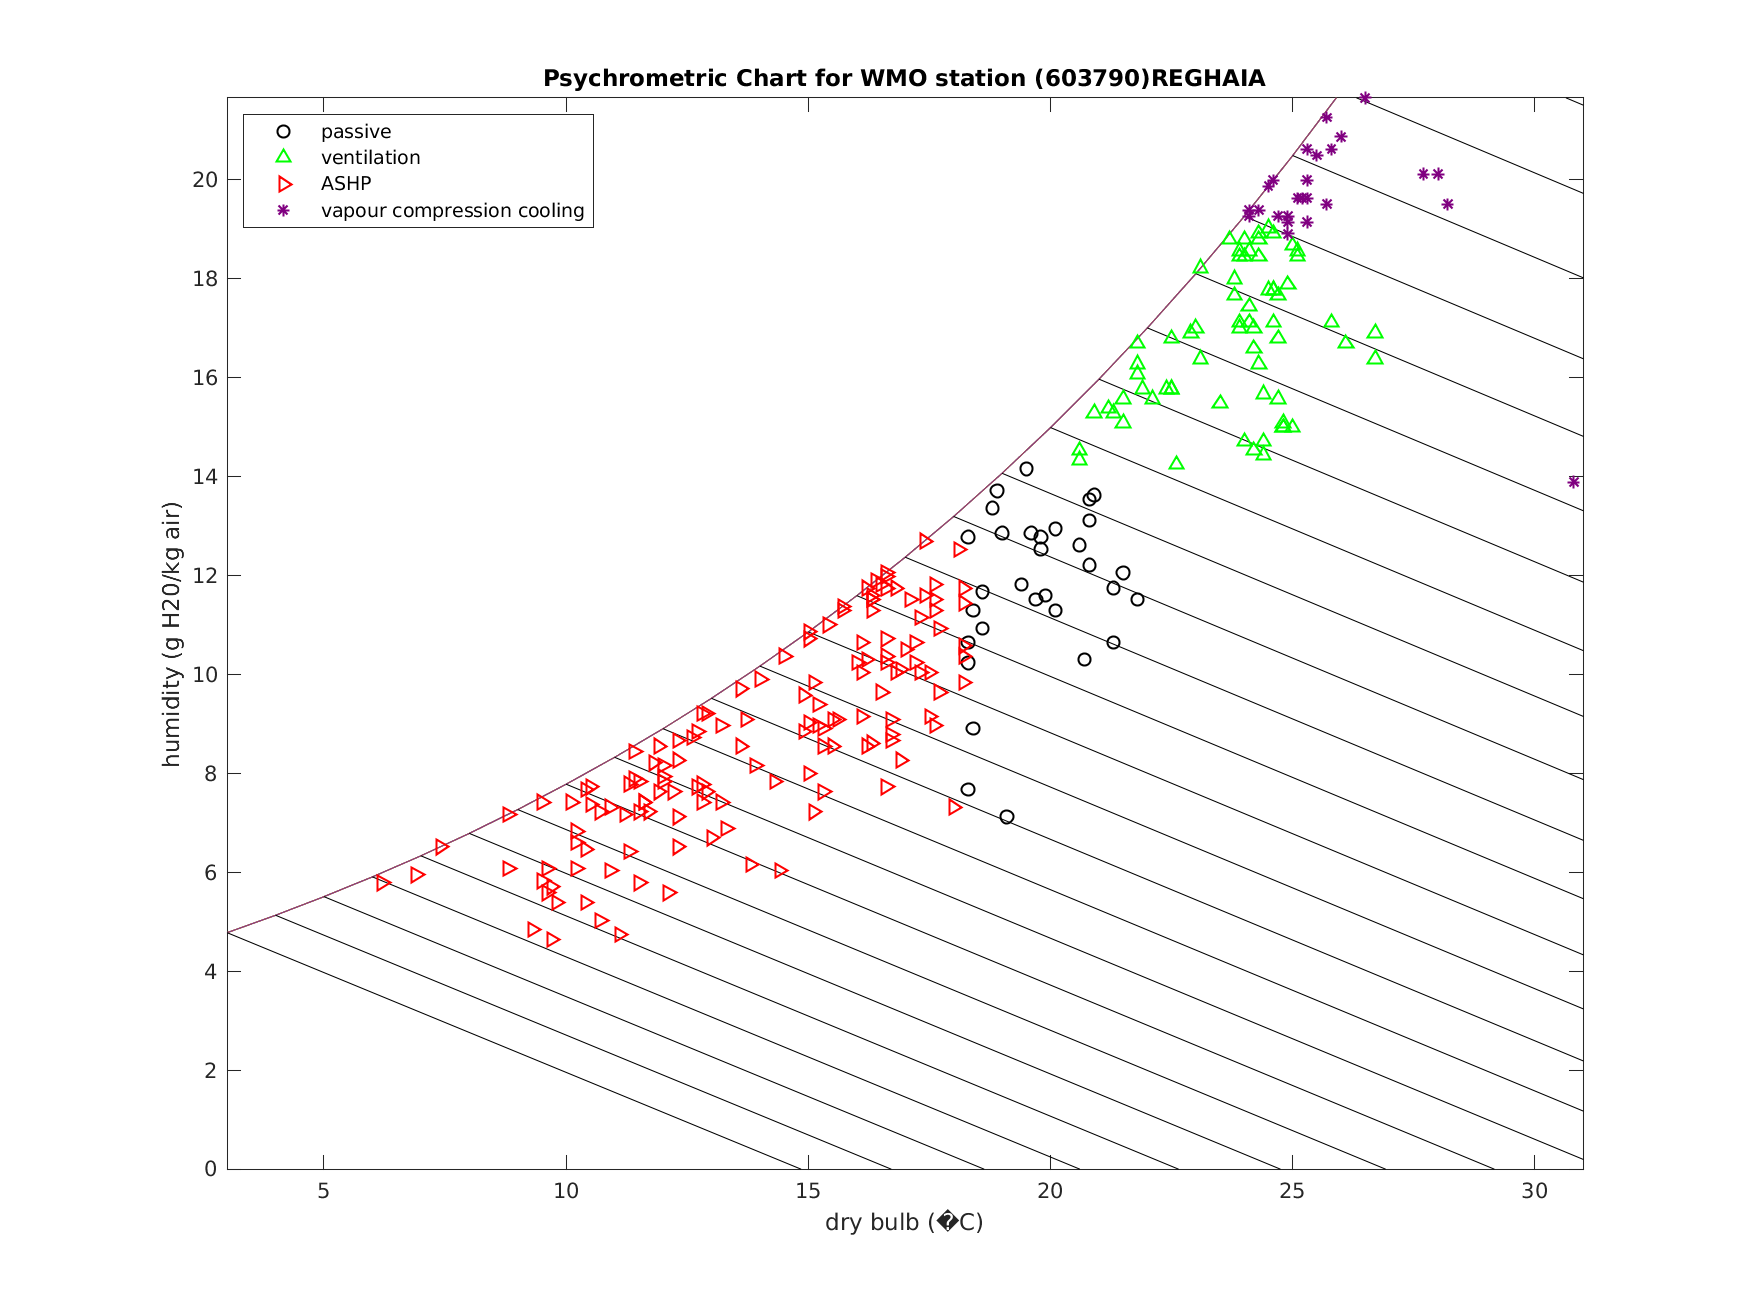 Psychrometric Chart for WMO station (603790)REGHAIA
passive
ventilation
ASHP
vapour compression cooling
humidity (g H20/kg air)
20
18
16
14
12
10
8
6
4
2
0
5 10 15 20 25 30
dry bulb (�C)